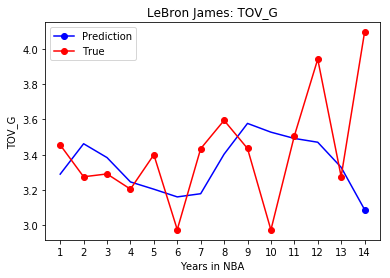 LeBron James: TOV_G
Prediction
True
4.0
3.8
3.6
3.4
3.2
3.0
TOV_G
1 2 3 4 5 6 7 8 9 10 11 12 13 14
Years in NBA